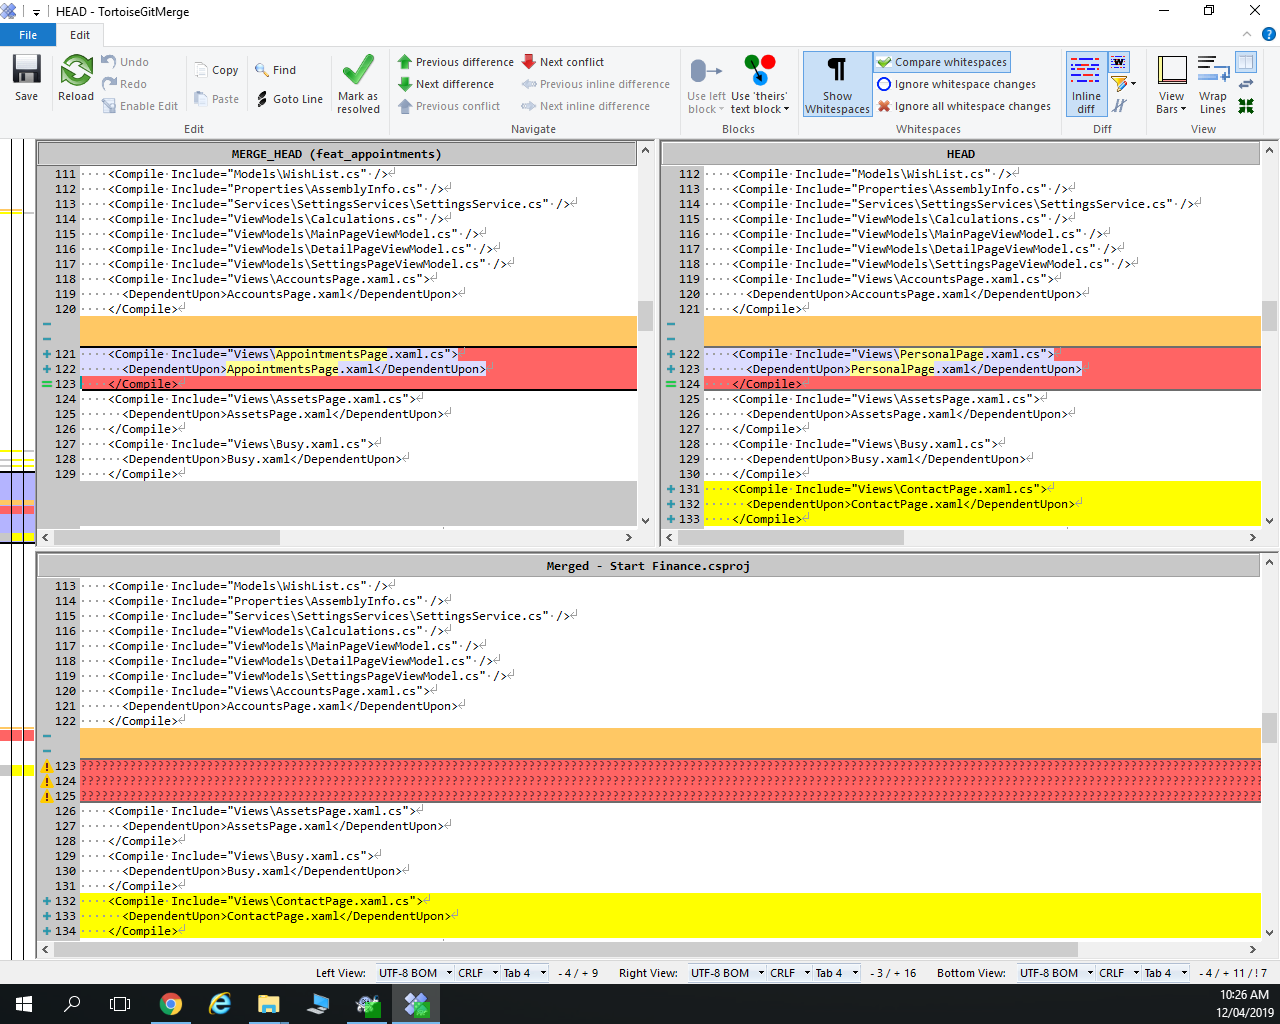 HEAD - TortoiseGitMerge
File
Edit
Save
Reload
Undo
Redo
Enable Edit
Copy
Paste
Find
Goto Line
Mark as resolved
Edit
Previous difference
Next difference
Previous conflict
Next conflict
Previous inline difference
Next inline difference
Navigate
Use left block
Use 'theirs' text block
Blocks
Show Whitespaces
Compare whitespaces
Ignore whitespace changes
Ignore all whitespace changes
Whitespaces
Inline diff
Diff
View Bars
Wrap Lines
View
MERGE_HEAD (feat_appointments)
111 ····<Compile·Include="Models\WishList.cs"·/>
112 ····<Compile·Include="Properties\AssemblyInfo.cs"·/>
113 ····<Compile·Include="Services\SettingsServices\SettingsService.cs"·/>
114 ····<Compile·Include="ViewModels\Calculations.cs"·/>
115 ····<Compile·Include="ViewModels\MainPageViewModel.cs"·/>
116 ····<Compile·Include="ViewModels\DetailPageViewModel.cs"·/>
117 ····<Compile·Include="ViewModels\SettingsPageViewModel.cs"·/>
118 ····<Compile·Include="Views\AccountsPage.xaml.cs">
119 ······<DependentUpon>AccountsPage.xaml</DependentUpon>
120 ····</Compile>
121 ····<Compile·Include="Views\AppointmentsPage.xaml.cs">
122 ······<DependentUpon>AppointmentsPage.xaml</DependentUpon>
123 ····</Compile>
124 ····<Compile·Include="Views\AssetsPage.xaml.cs">
125 ······<DependentUpon>AssetsPage.xaml</DependentUpon>
126 ····</Compile>
127 ····<Compile·Include="Views\Busy.xaml.cs">
128 ······<DependentUpon>Busy.xaml</DependentUpon>
129 ····</Compile>
HEAD
112 ····<Compile·Include="Models\WishList.cs"·/>
113 ····<Compile·Include="Properties\AssemblyInfo.cs"·/>
114 ····<Compile·Include="Services\SettingsServices\SettingsService.cs"·/>
115 ····<Compile·Include="ViewModels\Calculations.cs"·/>
116 ····<Compile·Include="ViewModels\MainPageViewModel.cs"·/>
117 ····<Compile·Include="ViewModels\DetailPageViewModel.cs"·/>
118 ····<Compile·Include="ViewModels\SettingsPageViewModel.cs"·/>
119 ····<Compile·Include="Views\AccountsPage.xaml.cs">
120 ······<DependentUpon>AccountsPage.xaml</DependentUpon>
121 ····</Compile>
122 ····<Compile·Include="Views\PersonalPage.xaml.cs">
123 ······<DependentUpon>PersonalPage.xaml</DependentUpon>
124 ····</Compile>
125 ····<Compile·Include="Views\AssetsPage.xaml.cs">
126 ······<DependentUpon>AssetsPage.xaml</DependentUpon>
127 ····</Compile>
128 ····<Compile·Include="Views\Busy.xaml.cs">
129 ······<DependentUpon>Busy.xaml</DependentUpon>
130 ····</Compile>
131 ····<Compile·Include="Views\ContactPage.xaml.cs">
132 ······<DependentUpon>ContactPage.xaml</DependentUpon>
133 ····</Compile>
Merged - Start Finance.csproj
113 ····<Compile·Include="Models\WishList.cs"·/>
114 ····<Compile·Include="Properties\AssemblyInfo.cs"·/>
115 ····<Compile·Include="Services\SettingsServices\SettingsService.cs"·/>
116 ····<Compile·Include="ViewModels\Calculations.cs"·/>
117 ····<Compile·Include="ViewModels\MainPageViewModel.cs"·/>
118 ····<Compile·Include="ViewModels\DetailPageViewModel.cs"·/>
119 ····<Compile·Include="ViewModels\SettingsPageViewModel.cs"·/>
120 ····<Compile·Include="Views\AccountsPage.xaml.cs">
121 ······<DependentUpon>AccountsPage.xaml</DependentUpon>
122 ····</Compile>
123
124
125
126 ····<Compile·Include="Views\AssetsPage.xaml.cs">
127 ······<DependentUpon>AssetsPage.xaml</DependentUpon>
128 ····</Compile>
129 ····<Compile·Include="Views\Busy.xaml.cs">
130 ······<DependentUpon>Busy.xaml</DependentUpon>
131 ····</Compile>
132 ····<Compile·Include="Views\ContactPage.xaml.cs">
133 ······<DependentUpon>ContactPage.xaml</DependentUpon>
134 ····</Compile>
Left View: UTF-8 BOM CRLF Tab 4 - 4 / + 9 Right View: UTF-8 BOM CRLF Tab 4 - 3 / + 16 Bottom View: UTF-8 BOM CRLF Tab 4 - 4 / + 11 / ! 7
10:26 AM
12/04/2019